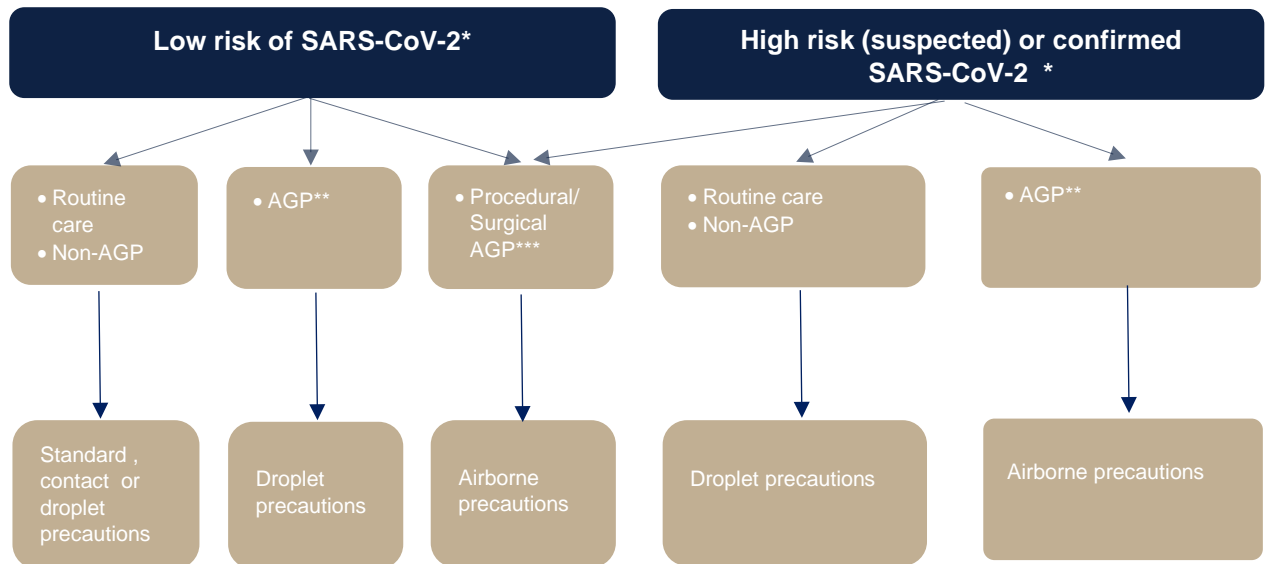 Low risk of SARS-CoV-2*
High risk (suspected) or confirmed
SARS-CoV-2 *
• Routine
care
• Non-AGP
• AGP**
• Procedural/
Surgical
AGP***
• Routine care
• Non-AGP
• AGP**
Standard ,
contact or
droplet
precautions
Droplet
precautions
Airborne
precautions
Droplet precautions
Airborne precautions